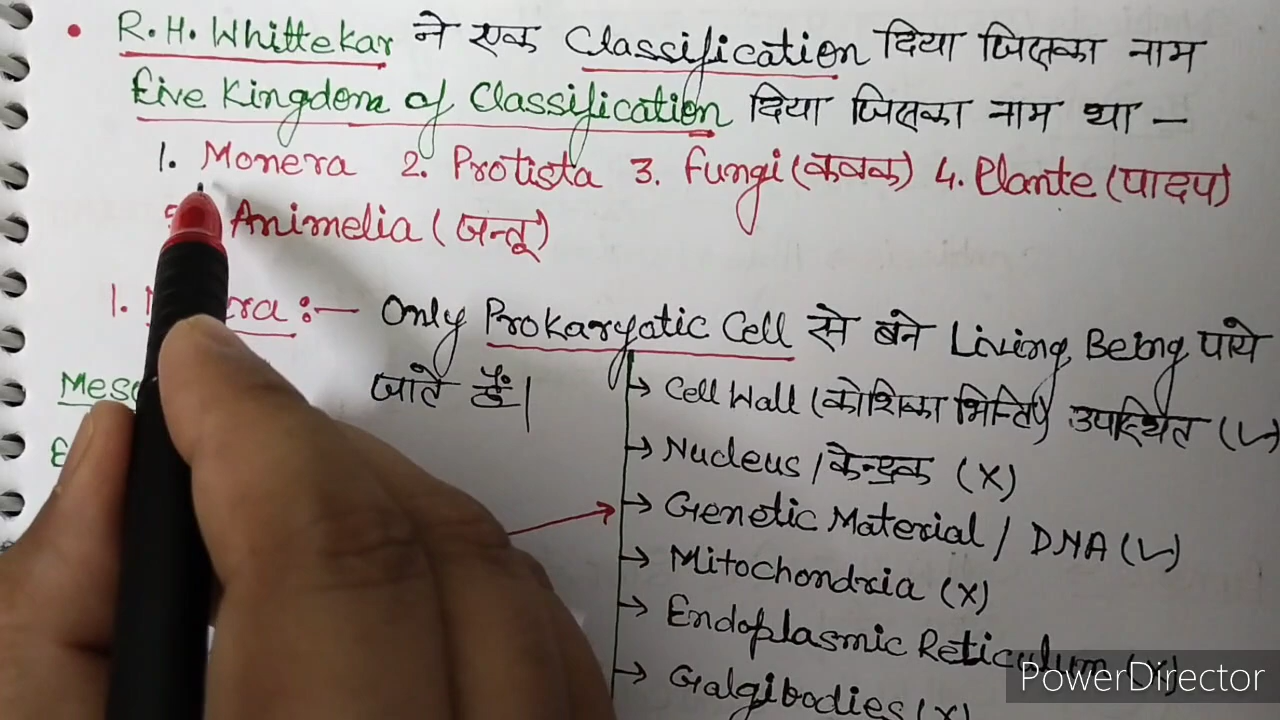 • R.H. Whittekar ने एक Classification दिया जिसका नाम
five Kingdom of Classification दिया जिसका नाम था —
1. Monera 2. Protista 3. fungi (कवक) 4. Plante (पादप)
Animelia (जन्तू)
1. :— Only Prokaryotic Cell से बने Living Being पाये
जाते हैं।
→ Cell Wall (कोशिका भित्ति) उपस्थित (✓)
→ Nucleus / केन्द्रक (X)
→ Genetic Material / DNA (✓)
→ Mitochondria (X)
→ Endoplasmic Reticulum (X)
→ Galgibodies (X)
PowerDirector